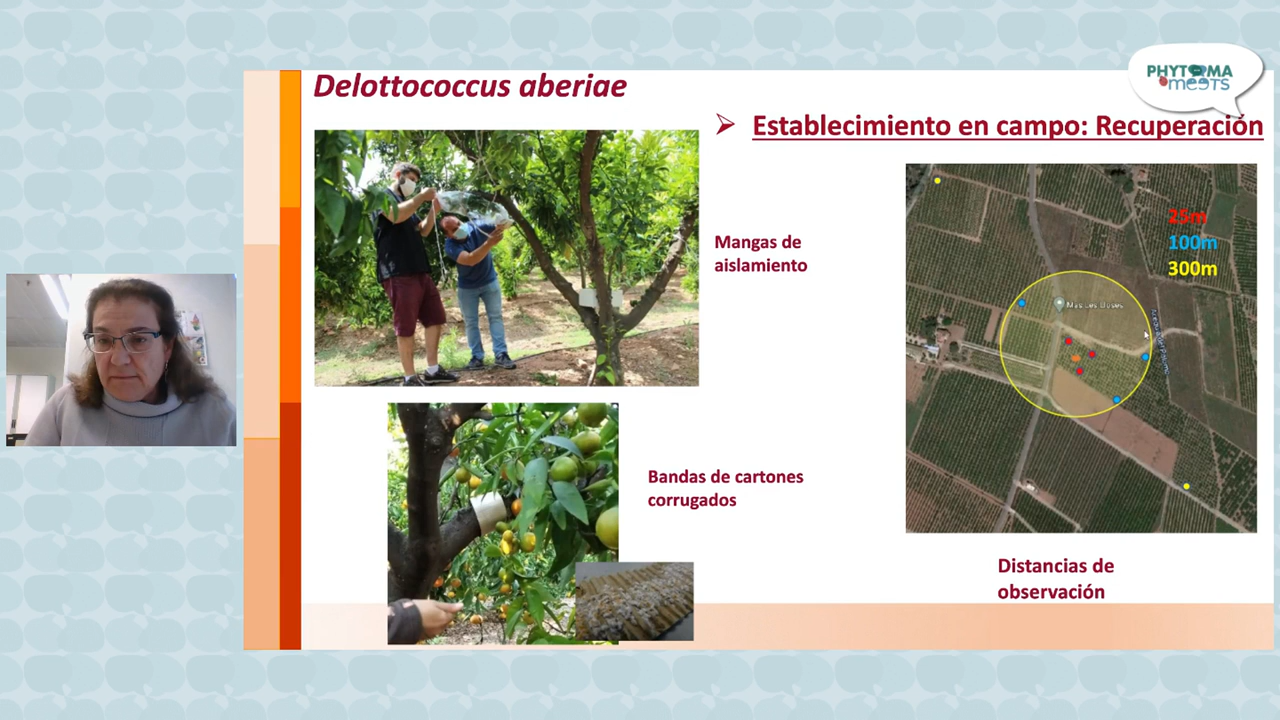 Delottococcus aberiae
PHYTOMA
meets
➢ Establecimiento en campo: Recuperación
Mangas de
aislamiento
25m
100m
300m
Bandas de cartones
corrugados
Distancias de
observación